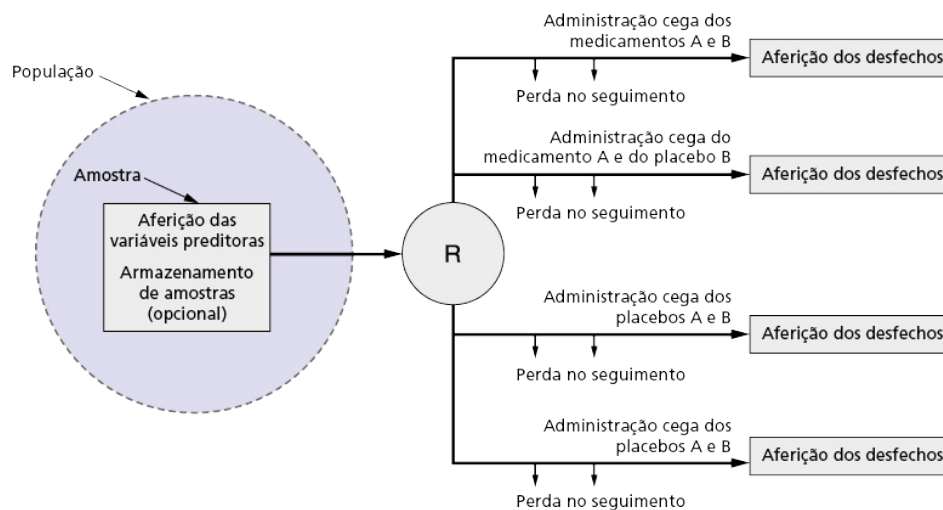 População
Amostra
Aferição das
variáveis preditoras
Armazenamento
de amostras
(opcional)
R
Administração cega dos
medicamentos A e B
Perda no seguimento
Aferição dos desfechos
Administração cega do
medicamento A e do placebo B
Perda no seguimento
Aferição dos desfechos
Administração cega dos
placebos A e B
Perda no seguimento
Aferição dos desfechos
Administração cega dos
placebos A e B
Perda no seguimento
Aferição dos desfechos